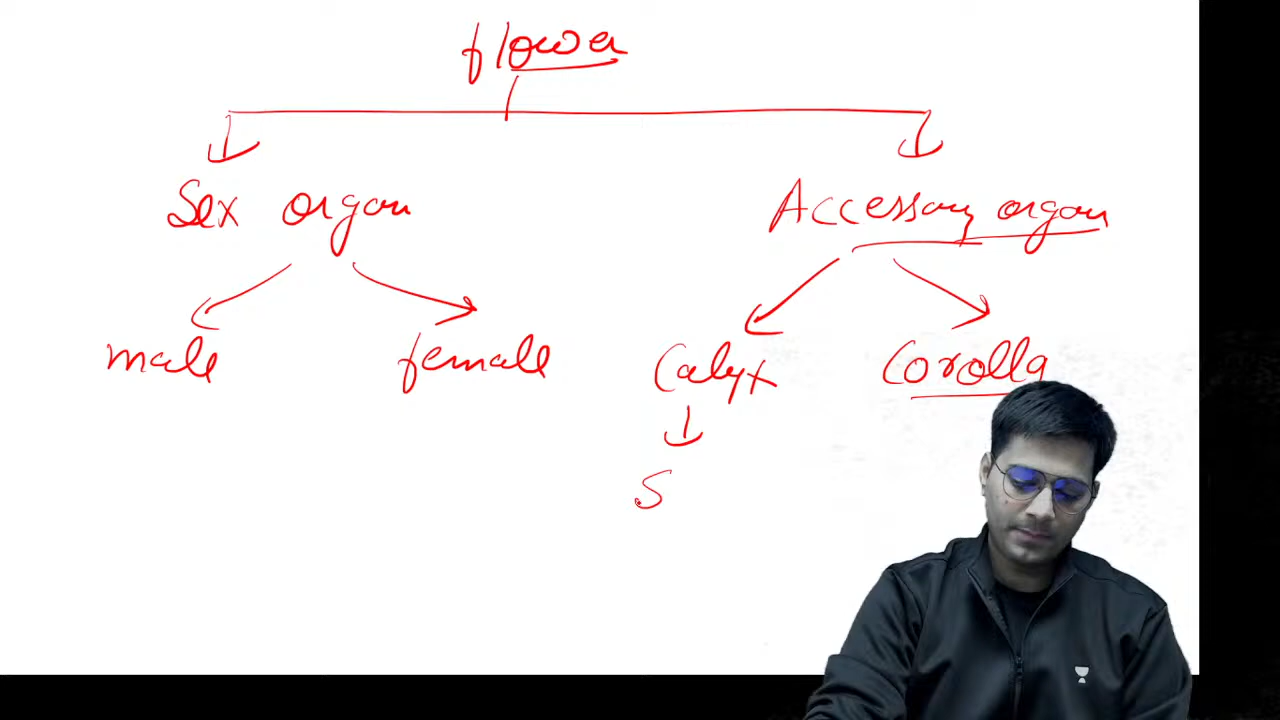 flower
Sex organ
Accessory organ
male
female
Calyx
Corolla
S